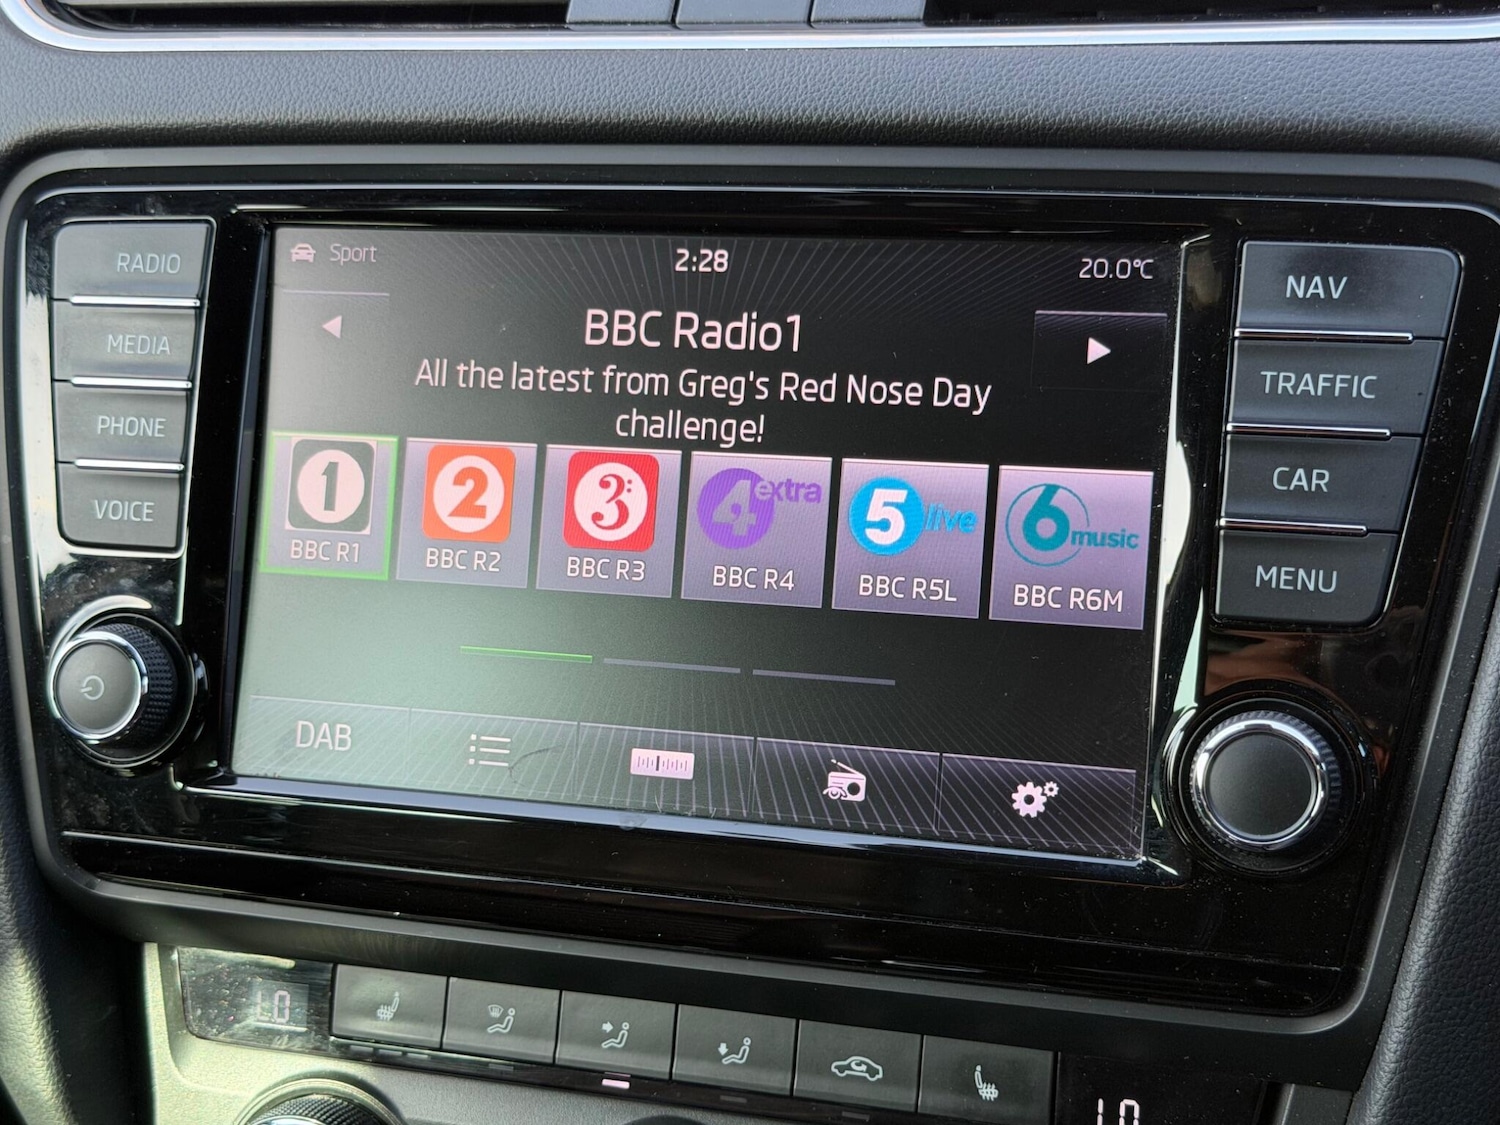 RADIO
MEDIA
PHONE
VOICE
Sport
2:28
20.0°C
BBC Radio1
All the latest from Greg's Red Nose Day
challenge!
1
BBC R1
2
BBC R2
3
BBC R3
4 extra
BBC R4
5 live
BBC R5L
6 music
BBC R6M
DAB
NAV
TRAFFIC
CAR
MENU
LO
LO